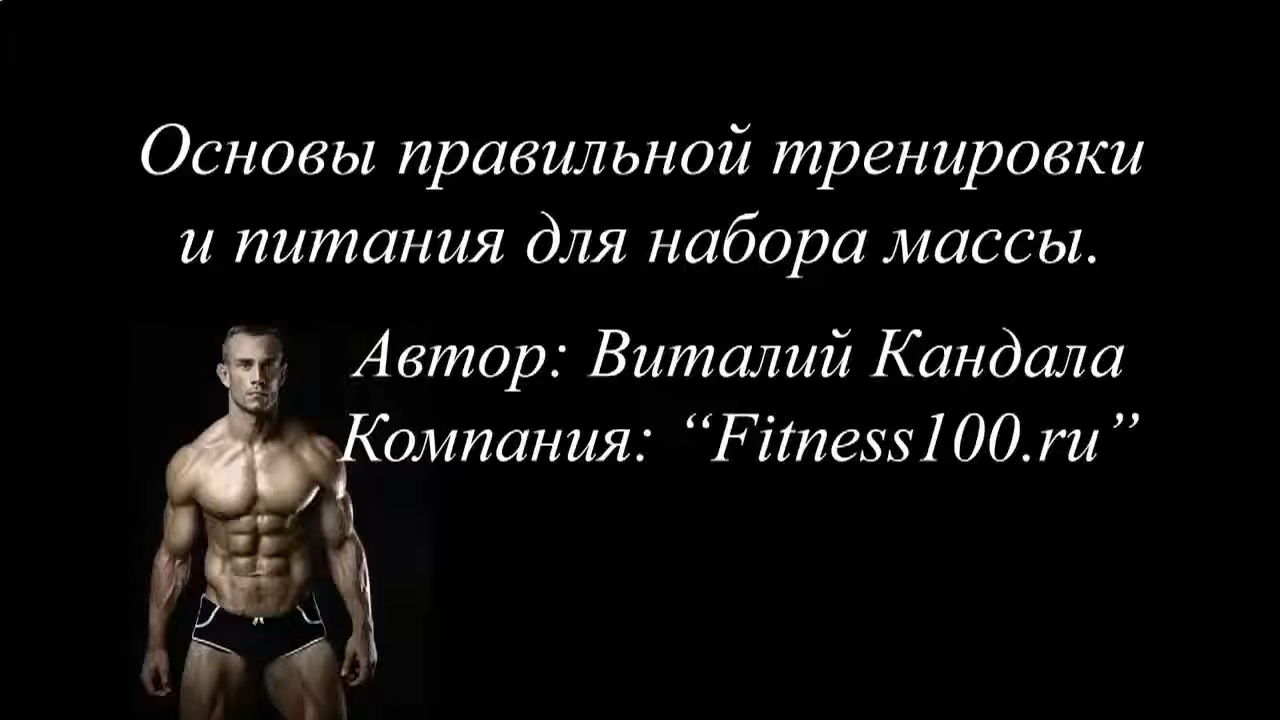 Основы правильной тренировки
и питания для набора массы.
Автор: Виталий Кандала
Компания: “Fitness100.ru”